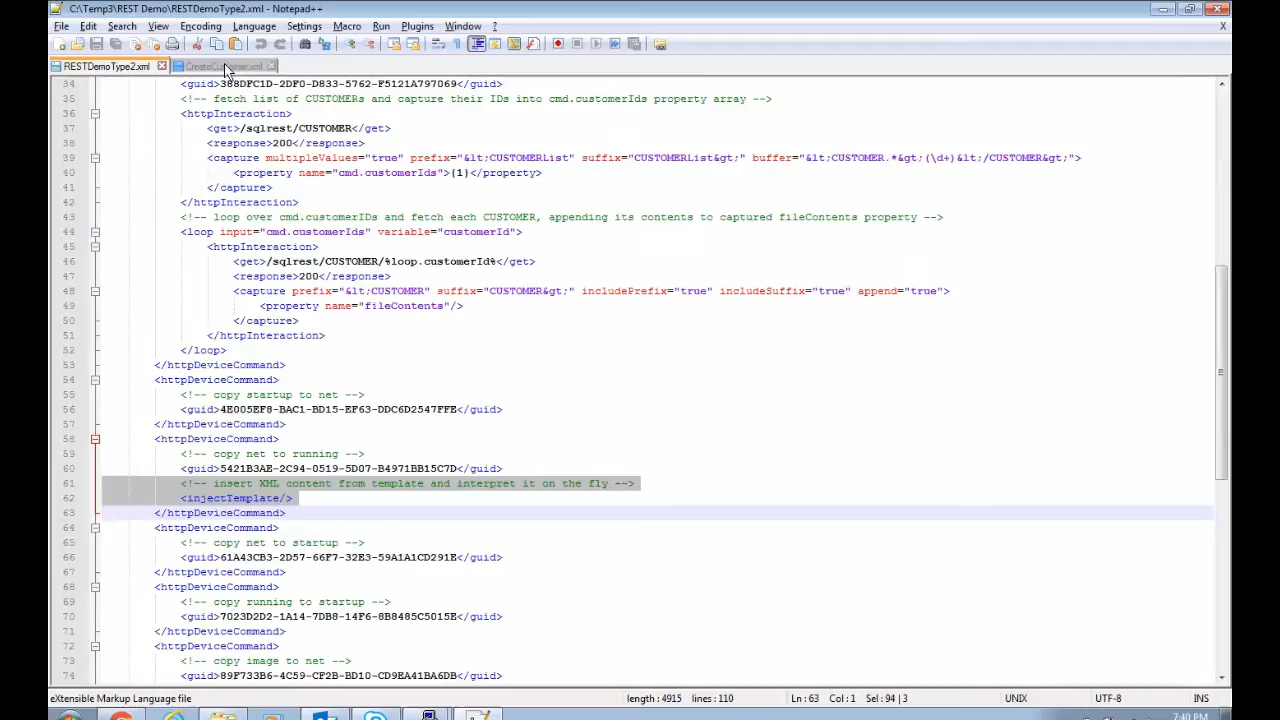 C:\Temp3\REST Demo\RESTDemoType2.xml - Notepad++
File Edit Search View Encoding Language Settings Macro Run Plugins Window ? X
RESTDemoType2.xml CreateCustomer.xml
34 <guid>388DFC1D-2DF0-D833-5762-F5121A797069</guid>
35 <!-- fetch list of CUSTOMERs and capture their IDs into cmd.customerIds property array -->
36 <httpInteraction>
37 <get>/sqlrest/CUSTOMER</get>
38 <response>200</response>
39 <capture multipleValues="true" prefix="&lt;CUSTOMERList" suffix="CUSTOMERList&gt;" buffer="&lt;CUSTOMER.*&gt;(\d+)&lt;/CUSTOMER&gt;">
40 <property name="cmd.customerIds">{1}</property>
41 </capture>
42 </httpInteraction>
43 <!-- loop over cmd.customerIDs and fetch each CUSTOMER, appending its contents to captured fileContents property -->
44 <loop input="cmd.customerIds" variable="customerId">
45 <httpInteraction>
46 <get>/sqlrest/CUSTOMER/%loop.customerId%</get>
47 <response>200</response>
48 <capture prefix="&lt;CUSTOMER" suffix="CUSTOMER&gt;" includePrefix="true" includeSuffix="true" append="true">
49 <property name="fileContents"/>
50 </capture>
51 </httpInteraction>
52 </loop>
53 </httpDeviceCommand>
54 <httpDeviceCommand>
55 <!-- copy startup to net -->
56 <guid>4E005EF8-BAC1-BD15-EF63-DDC6D2547FFE</guid>
57 </httpDeviceCommand>
58 <httpDeviceCommand>
59 <!-- copy net to running -->
60 <guid>5421B3AE-2C94-0519-5D07-B4971BB15C7D</guid>
61 <!-- insert XML content from template and interpret it on the fly -->
62 <injectTemplate/>
63 </httpDeviceCommand>
64 <httpDeviceCommand>
65 <!-- copy net to startup -->
66 <guid>61A43CB3-2D57-66F7-32E3-59A1A1CD291E</guid>
67 </httpDeviceCommand>
68 <httpDeviceCommand>
69 <!-- copy running to startup -->
70 <guid>7023D2D2-1A14-7DB8-14F6-8B8485C5015E</guid>
71 </httpDeviceCommand>
72 <httpDeviceCommand>
73 <!-- copy image to net -->
74 <guid>89F733B6-4C59-CF2B-BD10-CD9EA41BA6DB</guid>
eXtensible Markup Language file length : 4915 lines : 110 Ln : 63 Col : 1 Sel : 94 | 3 UNIX UTF-8 INS
7:40 PM